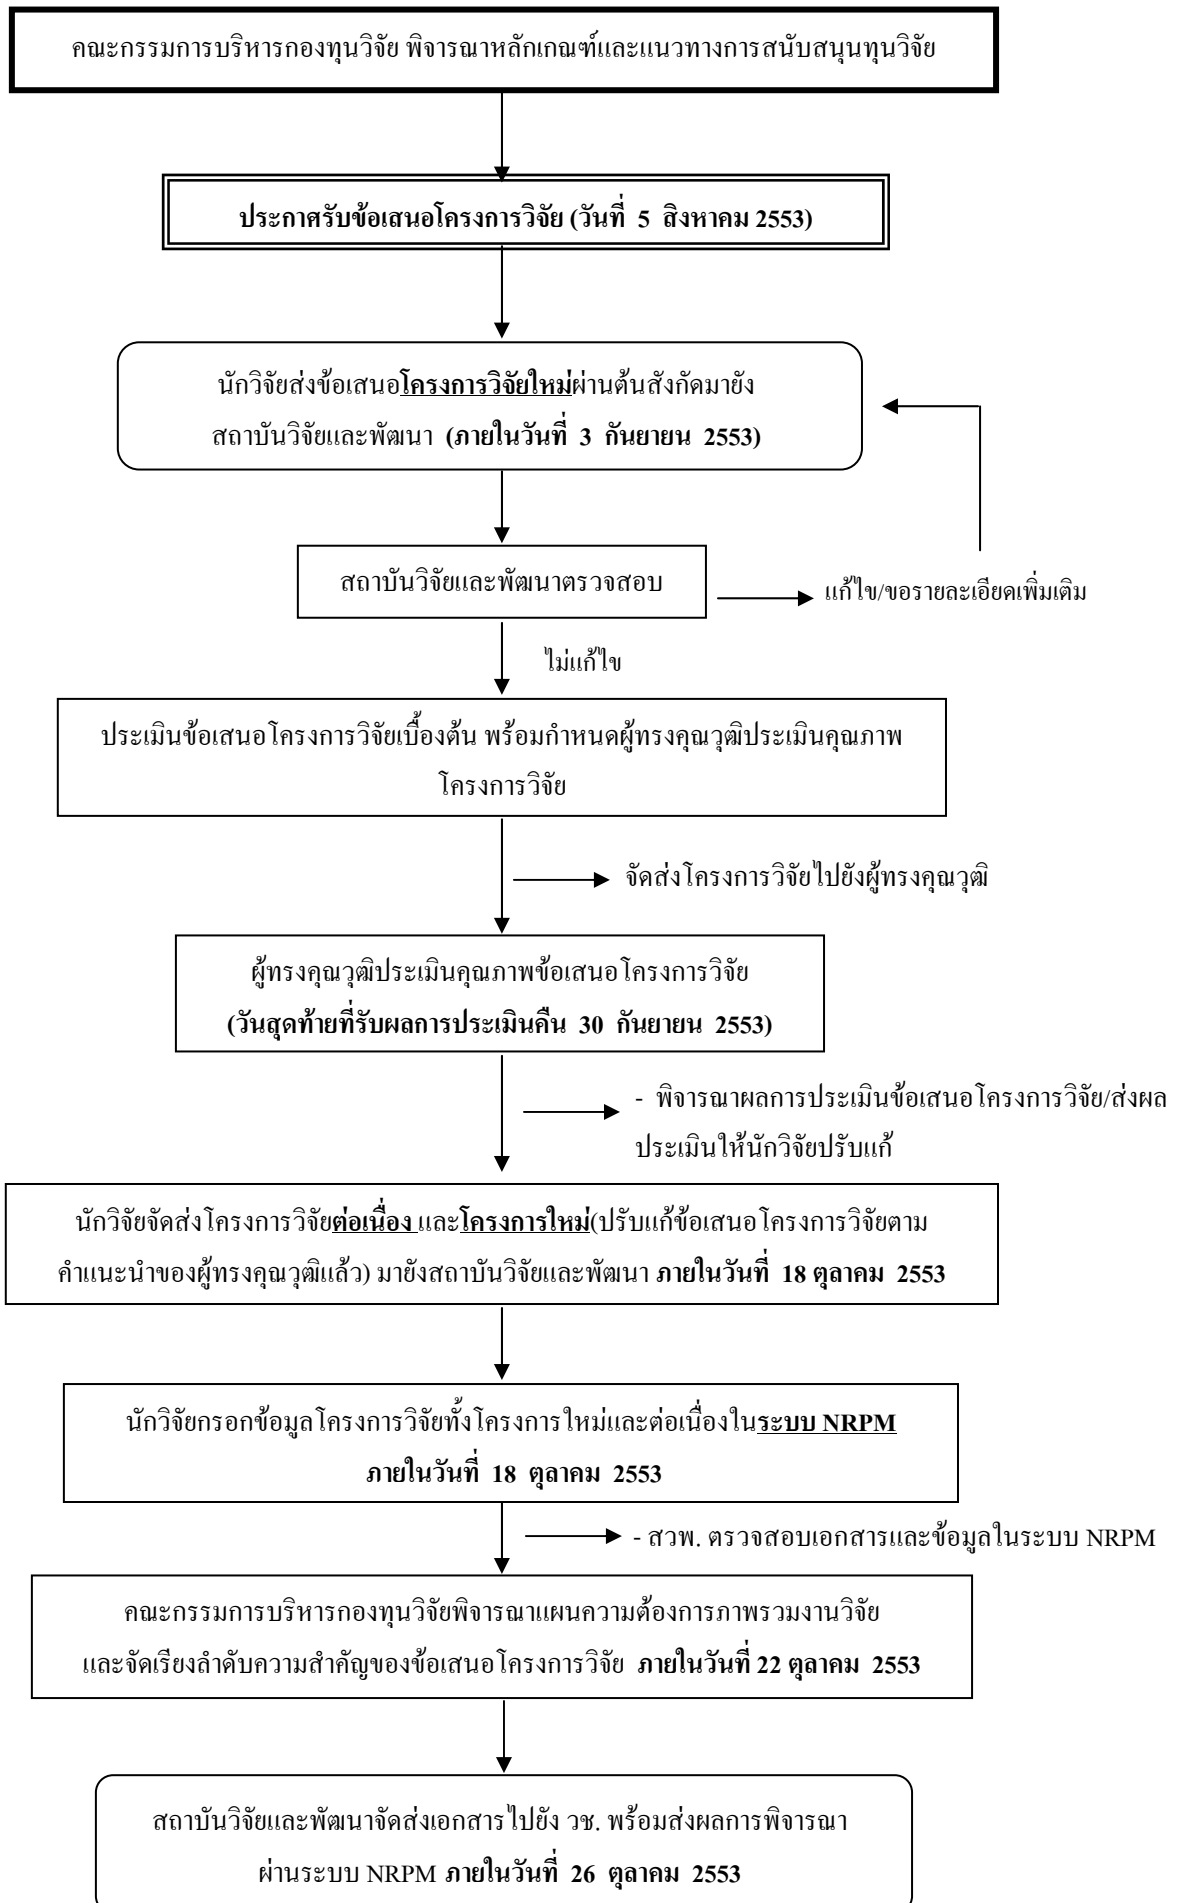 คณะกรรมการบริหารกองทุนวิจัย พิจารณาหลักเกณฑ์และแนวทางการสนับสนุนทุนวิจัย
ประกาศรับข้อเสนอโครงการวิจัย (วันที่ 5 สิงหาคม 2553)
นักวิจัยส่งข้อเสนอโครงการวิจัยใหม่ผ่านต้นสังกัดมายัง
สถาบันวิจัยและพัฒนา (ภายในวันที่ 3 กันยายน 2553)
สถาบันวิจัยและพัฒนาตรวจสอบ
แก้ไข/ขอรายละเอียดเพิ่มเติม
ไม่แก้ไข
ประเมินข้อเสนอโครงการวิจัยเบื้องต้น พร้อมกำหนดผู้ทรงคุณวุฒิประเมินคุณภาพ
โครงการวิจัย
จัดส่งโครงการวิจัยไปยังผู้ทรงคุณวุฒิ
ผู้ทรงคุณวุฒิประเมินคุณภาพข้อเสนอโครงการวิจัย
(วันสุดท้ายที่รับผลการประเมินคืน 30 กันยายน 2553)
- พิจารณาผลการประเมินข้อเสนอโครงการวิจัย/ส่งผล
ประเมินให้นักวิจัยปรับแก้
นักวิจัยจัดส่งโครงการวิจัยต่อเนื่อง และโครงการใหม่(ปรับแก้ข้อเสนอโครงการวิจัยตาม
คำแนะนำของผู้ทรงคุณวุฒิแล้ว) มายังสถาบันวิจัยและพัฒนา ภายในวันที่ 18 ตุลาคม 2553
นักวิจัยกรอกข้อมูลโครงการวิจัยทั้งโครงการใหม่และต่อเนื่องในระบบ NRPM
ภายในวันที่ 18 ตุลาคม 2553
- สวพ. ตรวจสอบเอกสารและข้อมูลในระบบ NRPM
คณะกรรมการบริหารกองทุนวิจัยพิจารณาแผนความต้องการภาพรวมงานวิจัย
และจัดเรียงลำดับความสำคัญของข้อเสนอโครงการวิจัย ภายในวันที่ 22 ตุลาคม 2553
สถาบันวิจัยและพัฒนาจัดส่งเอกสารไปยัง วช. พร้อมส่งผลการพิจารณา
ผ่านระบบ NRPM ภายในวันที่ 26 ตุลาคม 2553